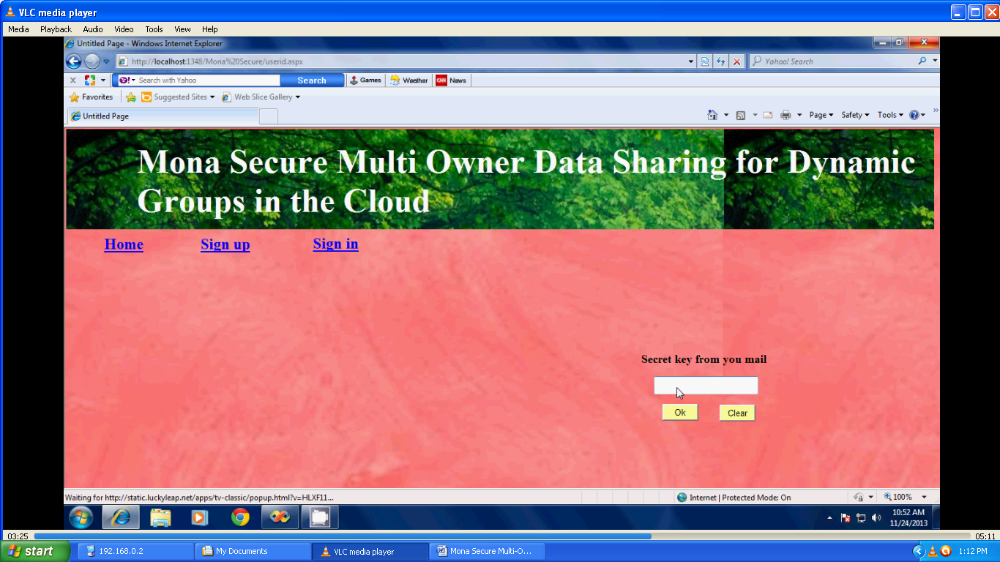 VLC media player
Media Playback Audio Video Tools View Help
Untitled Page - Windows Internet Explorer
http://localhost:1348/Mona%20Secure/userid.aspx
Yahoo! Search
Y! Search with Yahoo Search Games Weather CNN News
Favorites Suggested Sites Web Slice Gallery
Untitled Page
Page Safety Tools
Mona Secure Multi Owner Data Sharing for Dynamic
Groups in the Cloud
Home Sign up Sign in
Secret key from you mail
Ok Clear
Waiting for http://static.luckyleap.net/apps/tv-classic/popup.html?v=HLXF11... Internet | Protected Mode: On 100%
10:52 AM
11/24/2013
03:25 05:11
start 192.168.0.2 My Documents VLC media player Mona Secure Multi-O... 1:12 PM